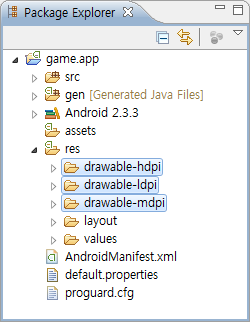 Package Explorer
game.app
src
gen [Generated Java Files]
Android 2.3.3
assets
res
drawable-hdpi
drawable-ldpi
drawable-mdpi
layout
values
AndroidManifest.xml
default.properties
proguard.cfg